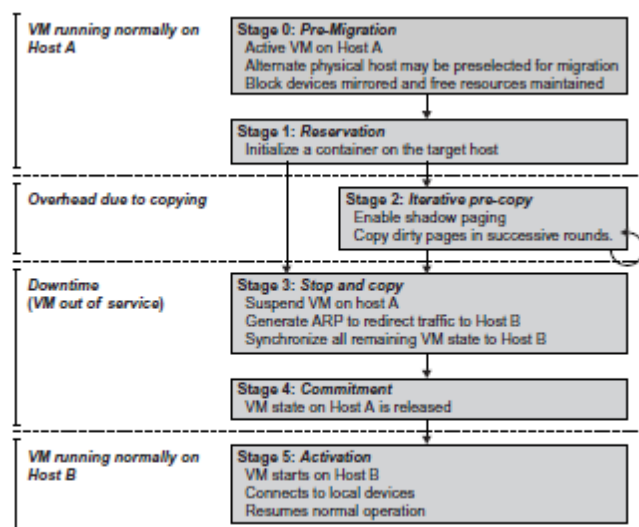 VM running normally on
Host A
Stage 0: Pre-Migration
Active VM on Host A
Alternate physical host may be preselected for migration
Block devices mirrored and free resources maintained
Stage 1: Reservation
Initialize a container on the target host
Overhead due to copying
Stage 2: Iterative pre-copy
Enable shadow paging
Copy dirty pages in successive rounds.
Downtime
(VM out of service)
Stage 3: Stop and copy
Suspend VM on host A
Generate ARP to redirect traffic to Host B
Synchronize all remaining VM state to Host B
Stage 4: Commitment
VM state on Host A is released
VM running normally on
Host B
Stage 5: Activation
VM starts on Host B
Connects to local devices
Resumes normal operation